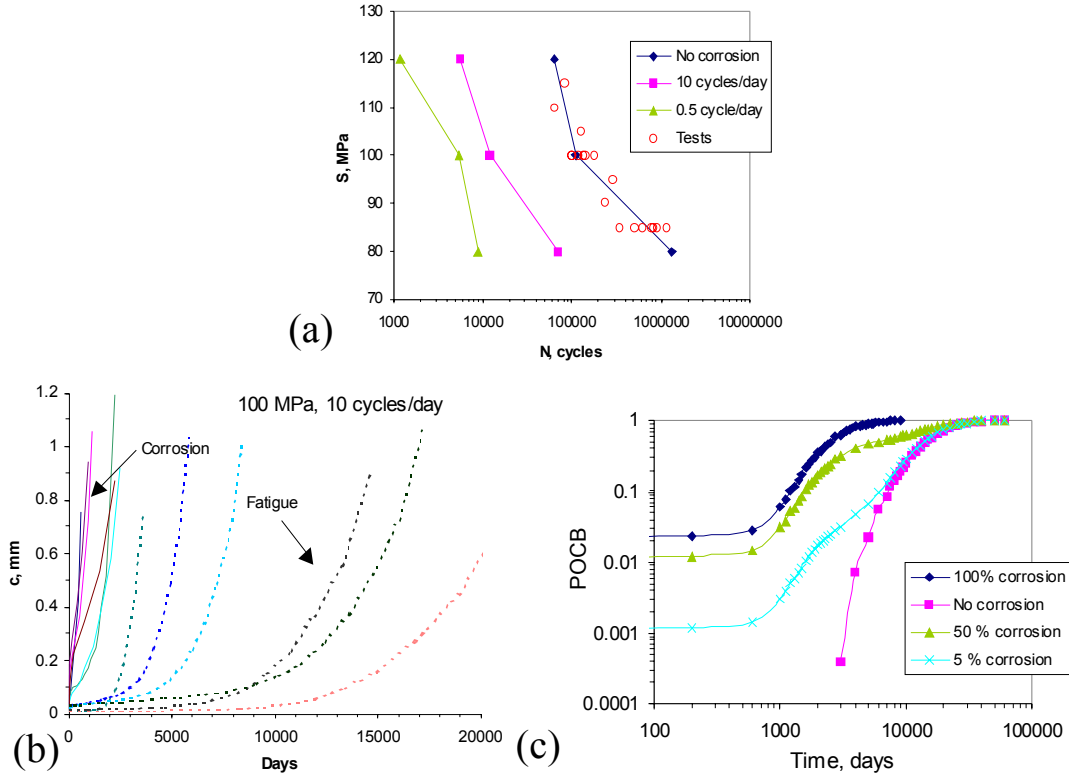 130
120
110
100
90
80
70
S, MPa
1000 10000 100000 1000000 10000000
N, cycles
No corrosion
10 cycles/day
0.5 cycle/day
Tests
(a)
1.2
1
0.8
0.6
0.4
0.2
0
c, mm
100 MPa, 10 cycles/day
Corrosion
Fatigue
0 5000 10000 15000 20000
Days
(b)
1
0.1
0.01
0.001
0.0001
POCB
100% corrosion
No corrosion
50 % corrosion
5 % corrosion
100 1000 10000 100000
Time, days
(c)